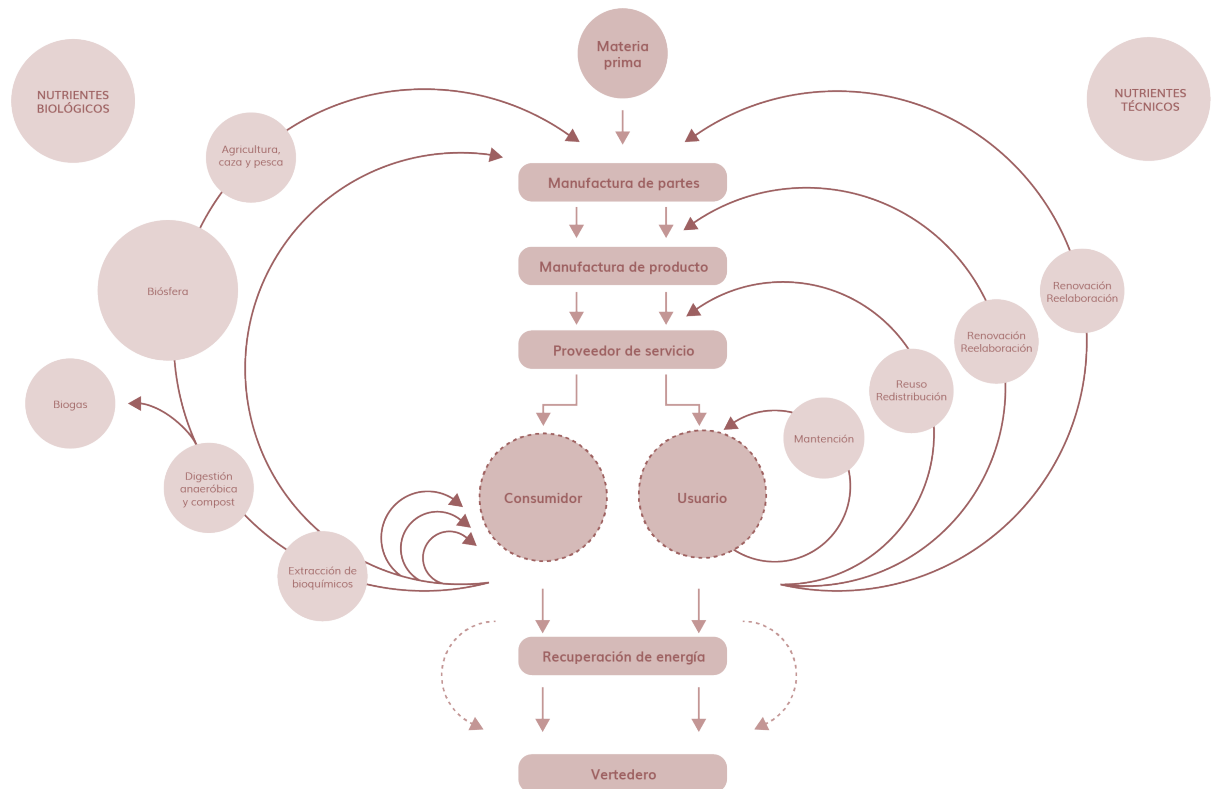 Materia
prima
NUTRIENTES
BIOLÓGICOS
NUTRIENTES
TÉCNICOS
Agricultura,
caza y pesca
Manufactura de partes
Manufactura de producto
Biósfera
Renovación
Reelaboración
Renovación
Reelaboración
Proveedor de servicio
Reuso
Redistribución
Biogas
Mantención
Digestión
anaeróbica
y compost
Consumidor
Usuario
Extracción de
bioquímicos
Recuperación de energía
Vertedero